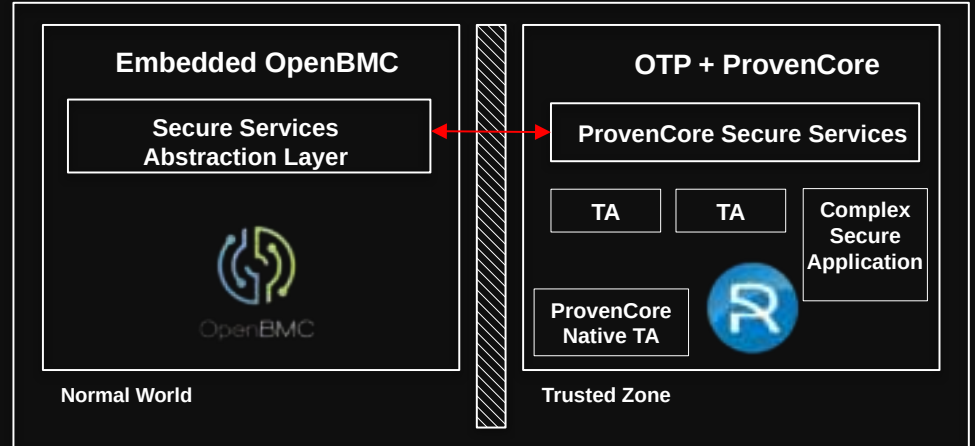 Embedded OpenBMC
Secure Services
Abstraction Layer
OpenBMC
Normal World
OTP + ProvenCore
ProvenCore Secure Services
TA
TA
Complex
Secure
Application
ProvenCore
Native TA
Trusted Zone